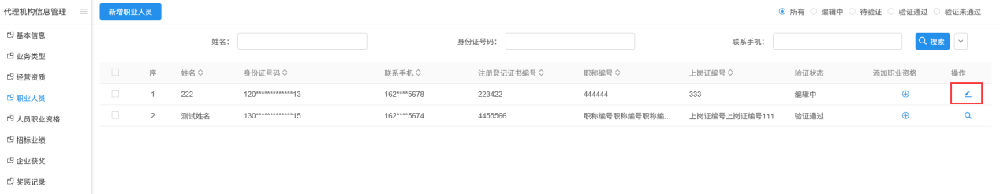 代理机构信息管理
新增职业人员
所有 编辑中 待验证 验证通过 验证未通过
基本信息
业务类型
经营资质
职业人员
人员职业资格
招标业绩
企业获奖
奖惩记录
姓名: 身份证号码: 联系手机: 搜索
序 姓名 身份证号码 联系手机 注册登记证书编号 职称编号 上岗证编号 验证状态 添加职业资格 操作
1 222 120*************13 162****5678 223422 444444 333 编辑中
2 测试姓名 130*************15 162****5674 4455566 职称编号职称编号职称编... 上岗证编号上岗证编号111 验证通过